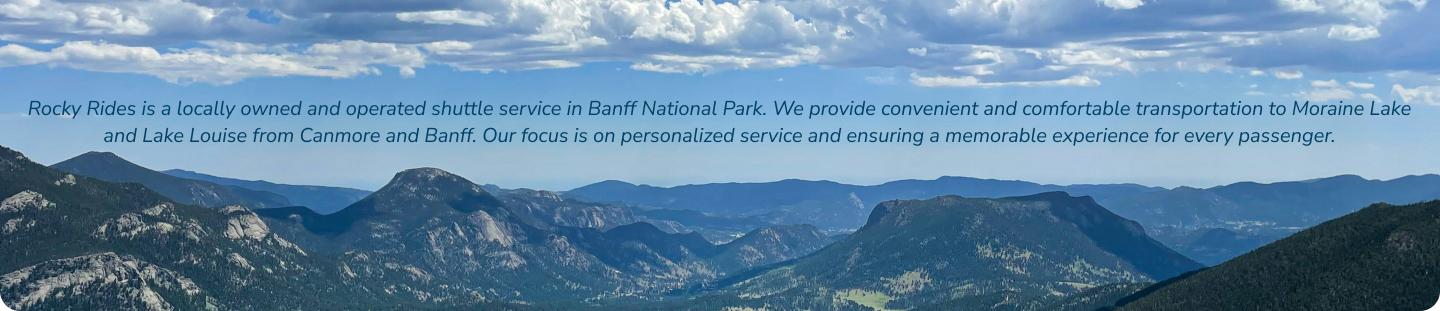 Rocky Rides is a locally owned and operated shuttle service in Banff National Park. We provide convenient and comfortable transportation to Moraine Lake
and Lake Louise from Canmore and Banff. Our focus is on personalized service and ensuring a memorable experience for every passenger.